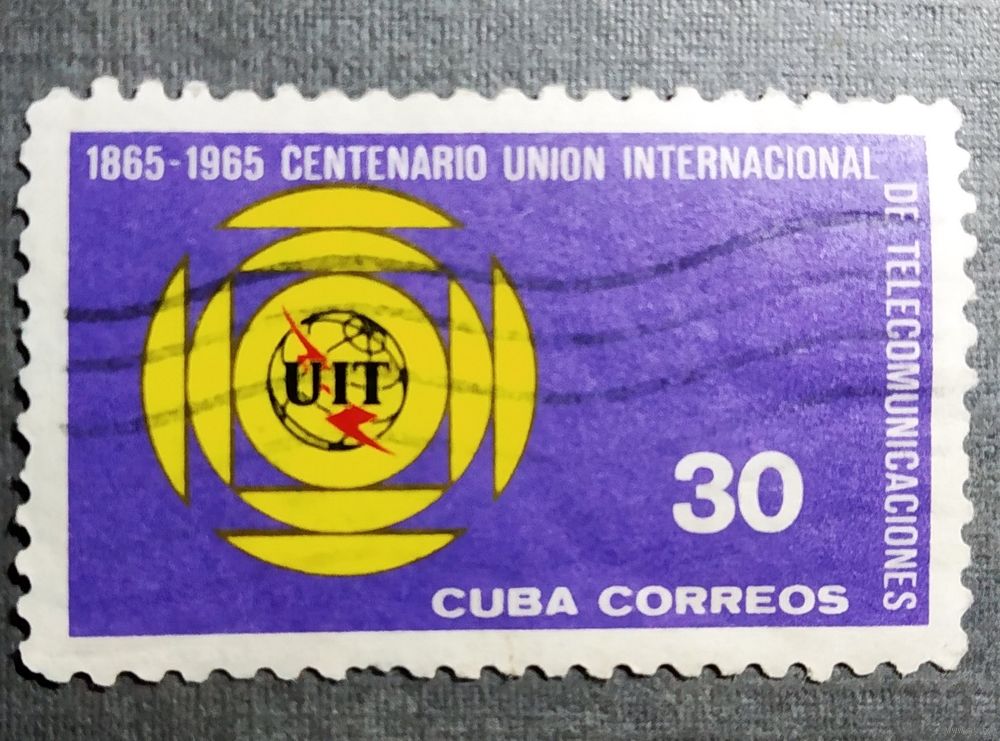 1865-1965 CENTENARIO UNION INTERNACIONAL
DE TELECOMUNICACIONES
UIT
30
CUBA CORREOS